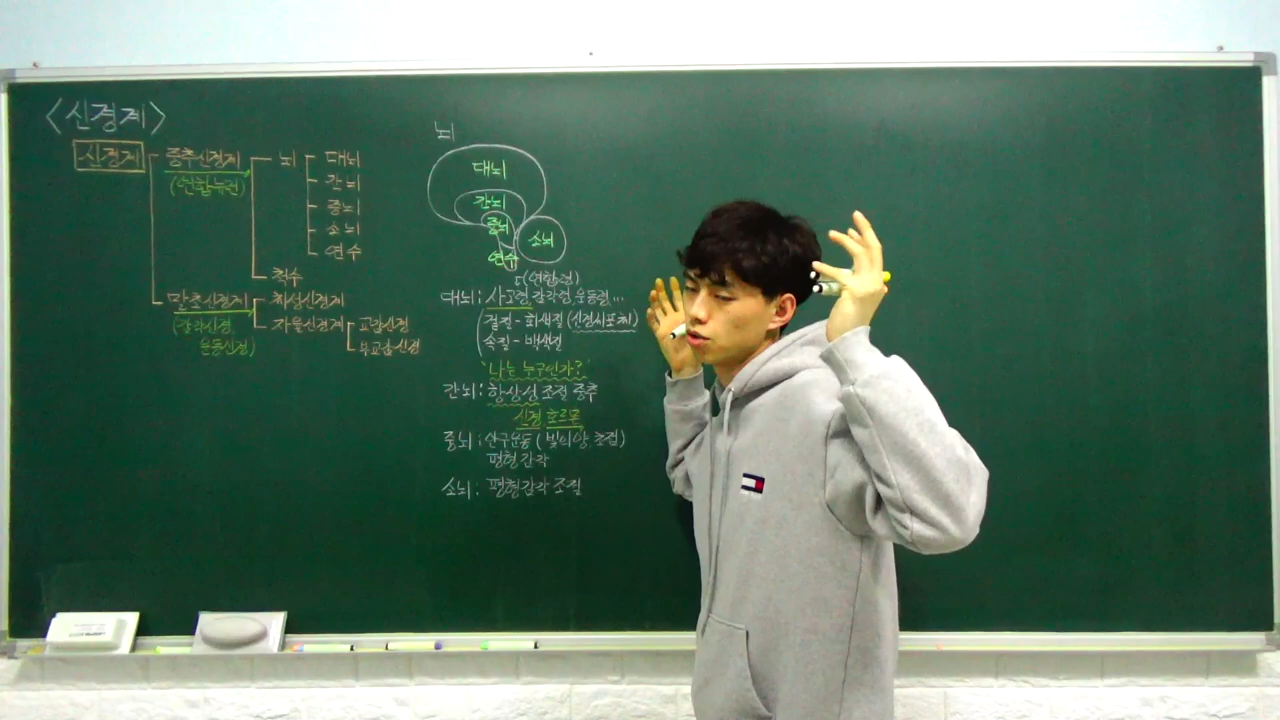 <신경계>
신경계
중추신경계
(연합뉴런)
뇌
대뇌
간뇌
중뇌
소뇌
연수
척수
말초신경계
(감각신경
운동신경)
체성신경계
자율신경계
교감신경
부교감신경
뇌
대뇌
간뇌
중뇌
소뇌
연수
(연합령)
대뇌: 사고령, 감각령, 운동령...
겉질 - 회색질 (신경세포체)
속질 - 백색질
'나는 누구인가?'
간뇌: 항상성 조절 중추
신경 호르몬
중뇌: 안구운동 (빛의 양 조절)
평형감각
소뇌: 평형감각 조절